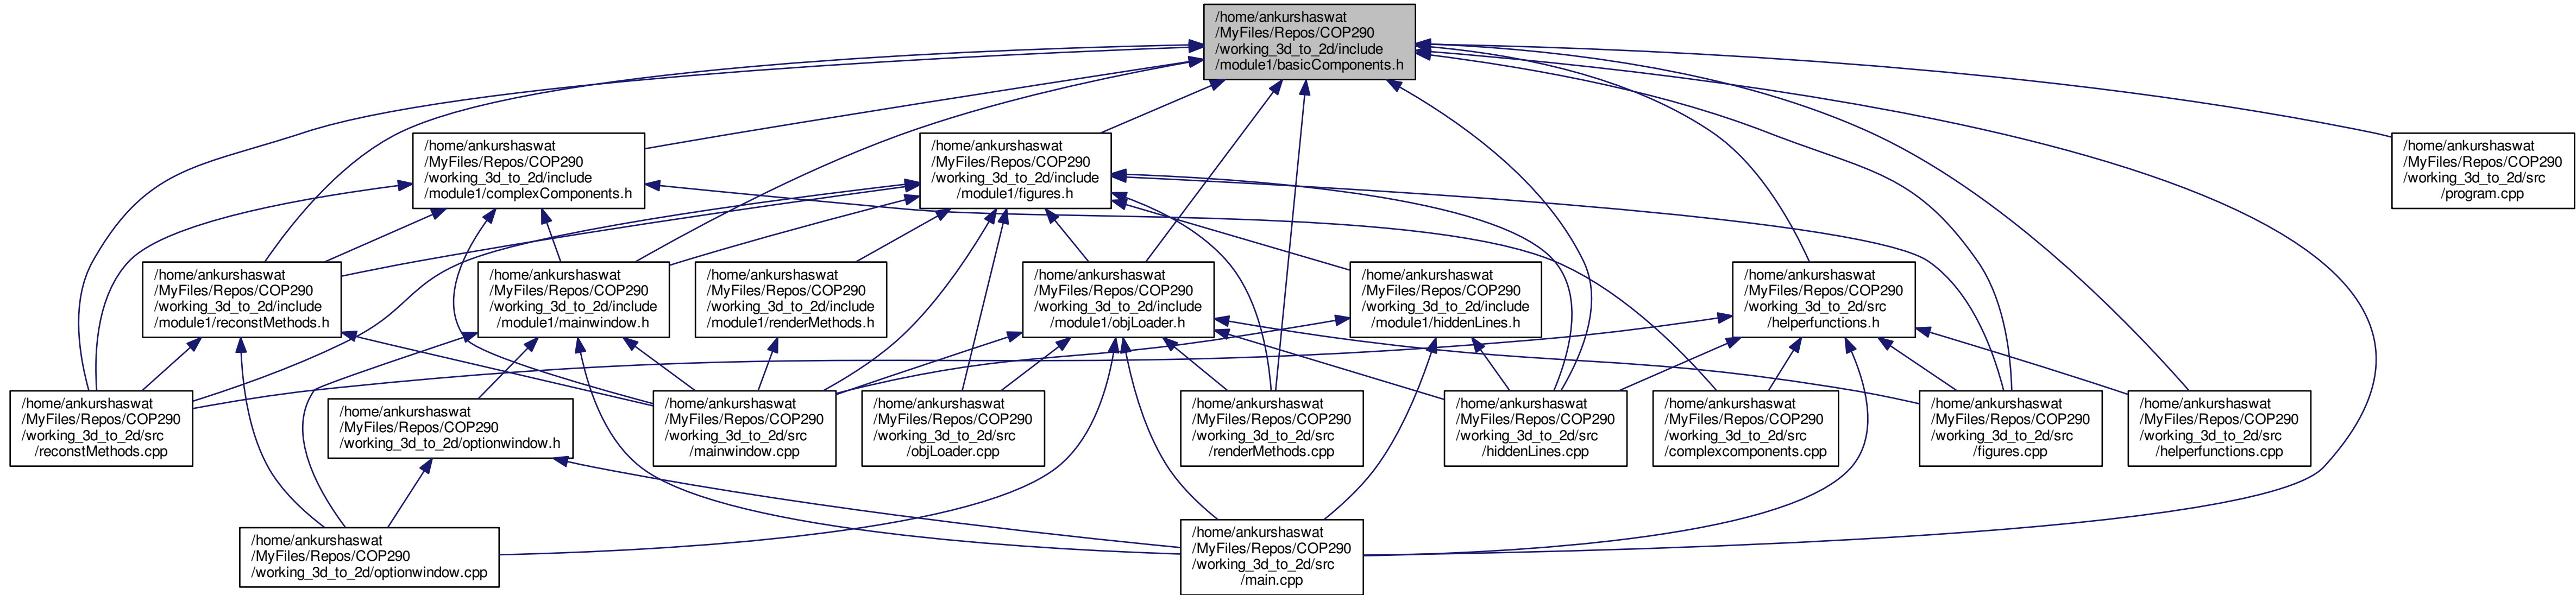 /home/ankurshaswat
/MyFiles/Repos/COP290
/working_3d_to_2d/include
/module1/basicComponents.h
/home/ankurshaswat
/MyFiles/Repos/COP290
/working_3d_to_2d/include
/module1/complexComponents.h
/home/ankurshaswat
/MyFiles/Repos/COP290
/working_3d_to_2d/include
/module1/figures.h
/home/ankurshaswat
/MyFiles/Repos/COP290
/working_3d_to_2d/src
/program.cpp
/home/ankurshaswat
/MyFiles/Repos/COP290
/working_3d_to_2d/include
/module1/reconstMethods.h
/home/ankurshaswat
/MyFiles/Repos/COP290
/working_3d_to_2d/include
/module1/mainwindow.h
/home/ankurshaswat
/MyFiles/Repos/COP290
/working_3d_to_2d/include
/module1/renderMethods.h
/home/ankurshaswat
/MyFiles/Repos/COP290
/working_3d_to_2d/include
/module1/objLoader.h
/home/ankurshaswat
/MyFiles/Repos/COP290
/working_3d_to_2d/include
/module1/hiddenLines.h
/home/ankurshaswat
/MyFiles/Repos/COP290
/working_3d_to_2d/src
/helperfunctions.h
/home/ankurshaswat
/MyFiles/Repos/COP290
/working_3d_to_2d/src
/reconstMethods.cpp
/home/ankurshaswat
/MyFiles/Repos/COP290
/working_3d_to_2d/optionwindow.h
/home/ankurshaswat
/MyFiles/Repos/COP290
/working_3d_to_2d/src
/mainwindow.cpp
/home/ankurshaswat
/MyFiles/Repos/COP290
/working_3d_to_2d/src
/objLoader.cpp
/home/ankurshaswat
/MyFiles/Repos/COP290
/working_3d_to_2d/src
/renderMethods.cpp
/home/ankurshaswat
/MyFiles/Repos/COP290
/working_3d_to_2d/src
/hiddenLines.cpp
/home/ankurshaswat
/MyFiles/Repos/COP290
/working_3d_to_2d/src
/complexcomponents.cpp
/home/ankurshaswat
/MyFiles/Repos/COP290
/working_3d_to_2d/src
/figures.cpp
/home/ankurshaswat
/MyFiles/Repos/COP290
/working_3d_to_2d/src
/helperfunctions.cpp
/home/ankurshaswat
/MyFiles/Repos/COP290
/working_3d_to_2d/optionwindow.cpp
/home/ankurshaswat
/MyFiles/Repos/COP290
/working_3d_to_2d/src
/main.cpp